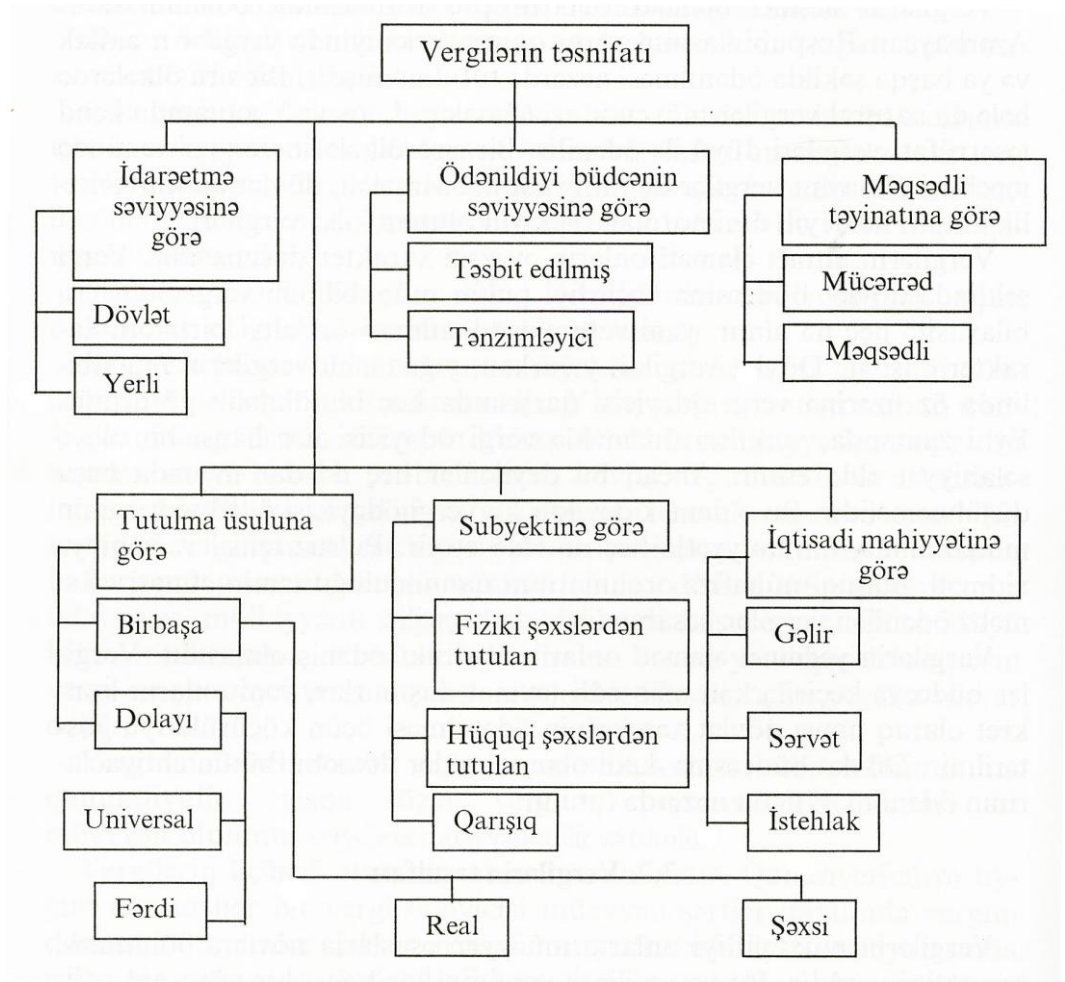 Vergilərin təsnifatı
İdarəetmə
səviyyəsinə
görə
Ödənildiyi büdcənin
səviyyəsinə görə
Məqsədli
təyinatına görə
Təsbit edilmiş
Mücərrəd
Dövlət
Tənzimləyici
Məqsədli
Yerli
Tutulma üsuluna
görə
Subyektinə görə
İqtisadi mahiyyətinə
görə
Birbaşa
Fiziki şəxslərdən
tutulan
Gəlir
Dolayı
Hüquqi şəxslərdən
tutulan
Sərvət
Universal
Qarışıq
İstehlak
Fərdi
Real
Şəxsi